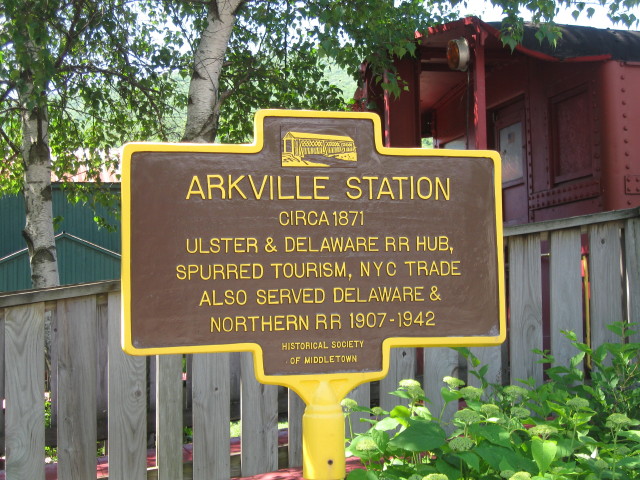 ARKVILLE STATION
CIRCA 1871
ULSTER & DELAWARE RR HUB,
SPURRED TOURISM, NYC TRADE
ALSO SERVED DELAWARE &
NORTHERN RR 1907-1942
HISTORICAL SOCIETY
OF MIDDLETOWN